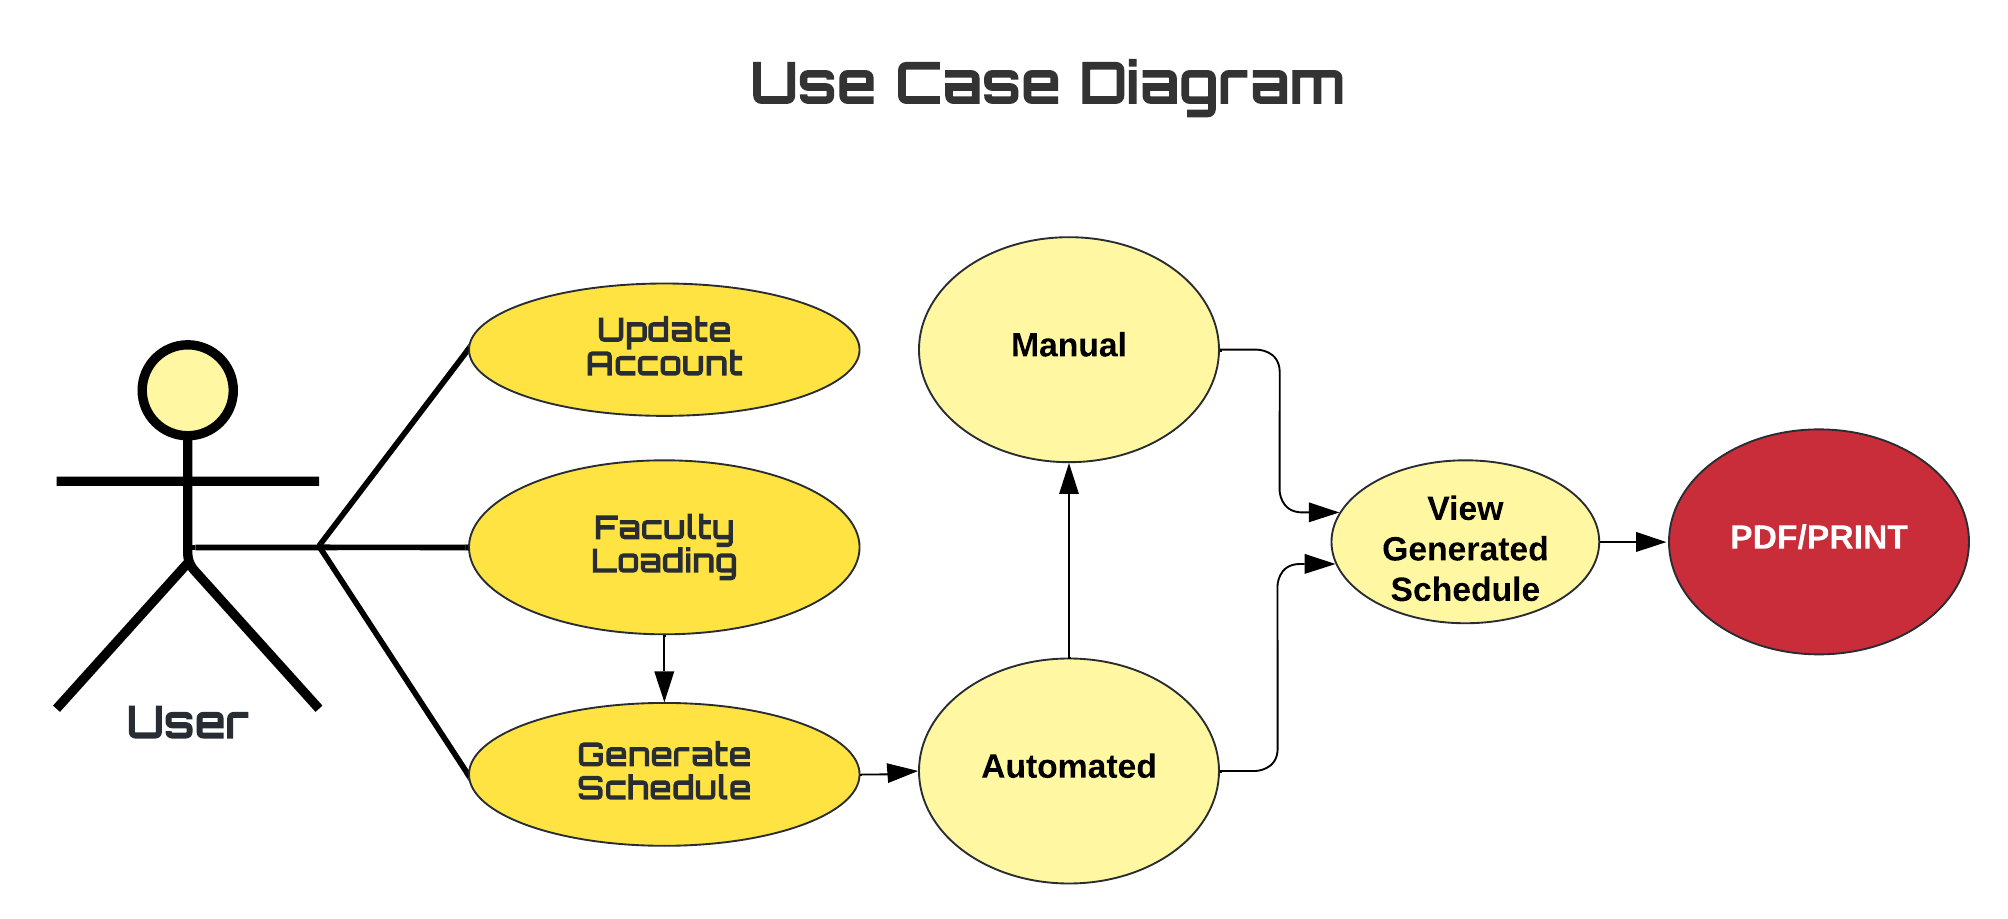 Use Case Diagram
Update
Account
Manual
Faculty
Loading
View
Generated
Schedule
PDF/PRINT
User
Generate
Schedule
Automated